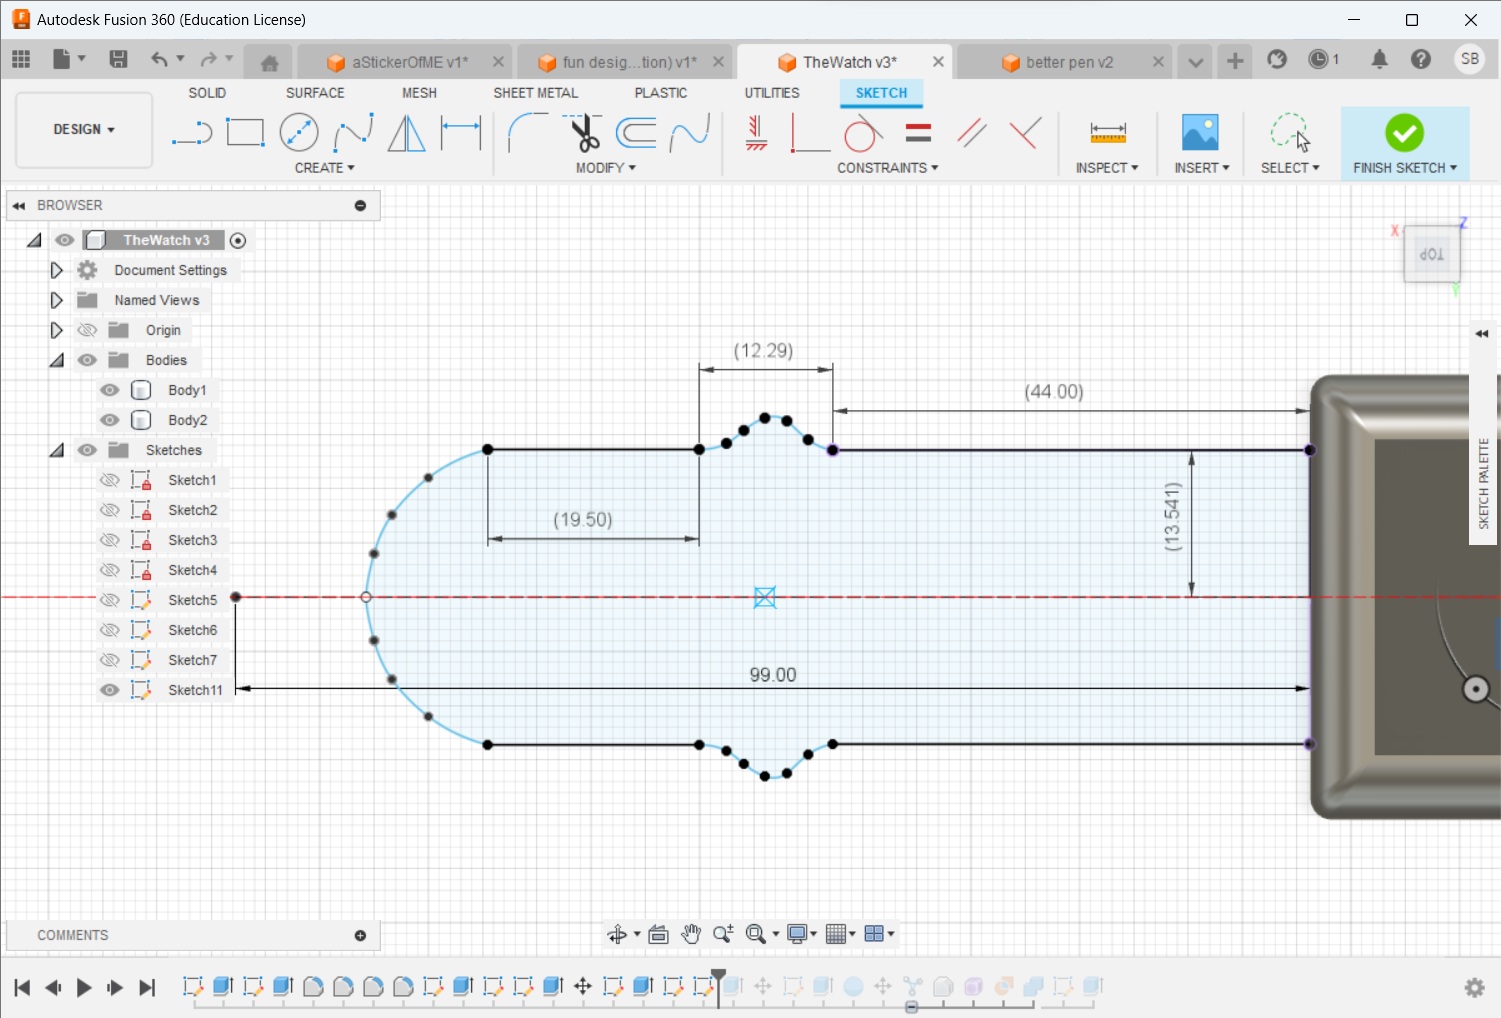 Autodesk Fusion 360 (Education License)
aStickerOfME v1*
fun desig...tion) v1*
TheWatch v3*
better pen v2
1
SB
SOLID
SURFACE
MESH
SHEET METAL
PLASTIC
UTILITIES
SKETCH
DESIGN
CREATE
MODIFY
CONSTRAINTS
INSPECT
INSERT
SELECT
FINISH SKETCH
BROWSER
TheWatch v3
Document Settings
Named Views
Origin
Bodies
Body1
Body2
Sketches
Sketch1
Sketch2
Sketch3
Sketch4
Sketch5
Sketch6
Sketch7
Sketch11
X
Z
TOP
Y
(12.29)
(44.00)
(19.50)
(13.541)
99.00
SKETCH PALETTE
COMMENTS